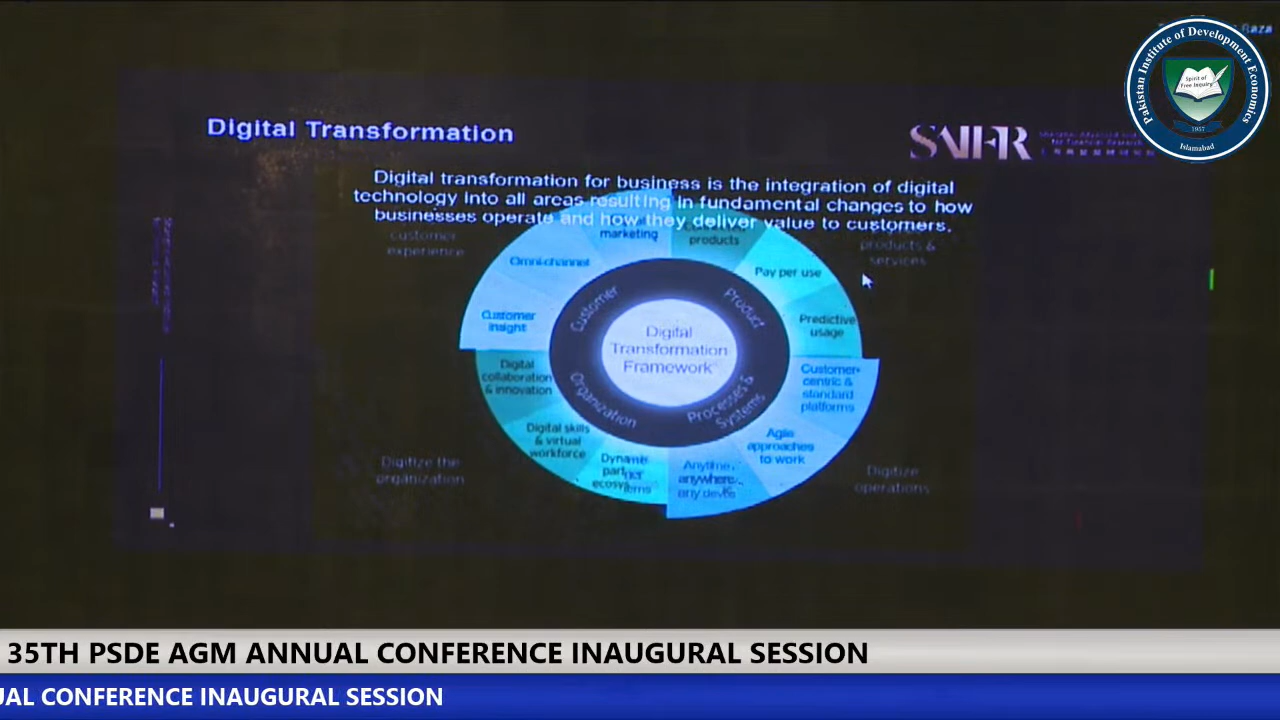 Pakistan Institute of Development Economics
Spirit of
Free Inquiry
1957
Islamabad
Digital Transformation
SAIFR
Digital transformation for business is the integration of digital
technology into all areas resulting in fundamental changes to how
businesses operate and how they deliver value to customers.
customer
experience
marketing
products
products &
services
Omni-channel
Pay per use
Customer
insight
Predictive
usage
Customer
Product
Digital
Transformation
Framework
Organization
Processes &
Systems
Digital
collaboration
& innovation
Customer-
centric &
standard
platforms
Digital skills
& virtual
workforce
Agile
approaches
to work
Dynamic
partner
Anytime,
anywhere,
any device
Digitize the
organization
Digitize
operations
35TH PSDE AGM ANNUAL CONFERENCE INAUGURAL SESSION
UAL CONFERENCE INAUGURAL SESSION